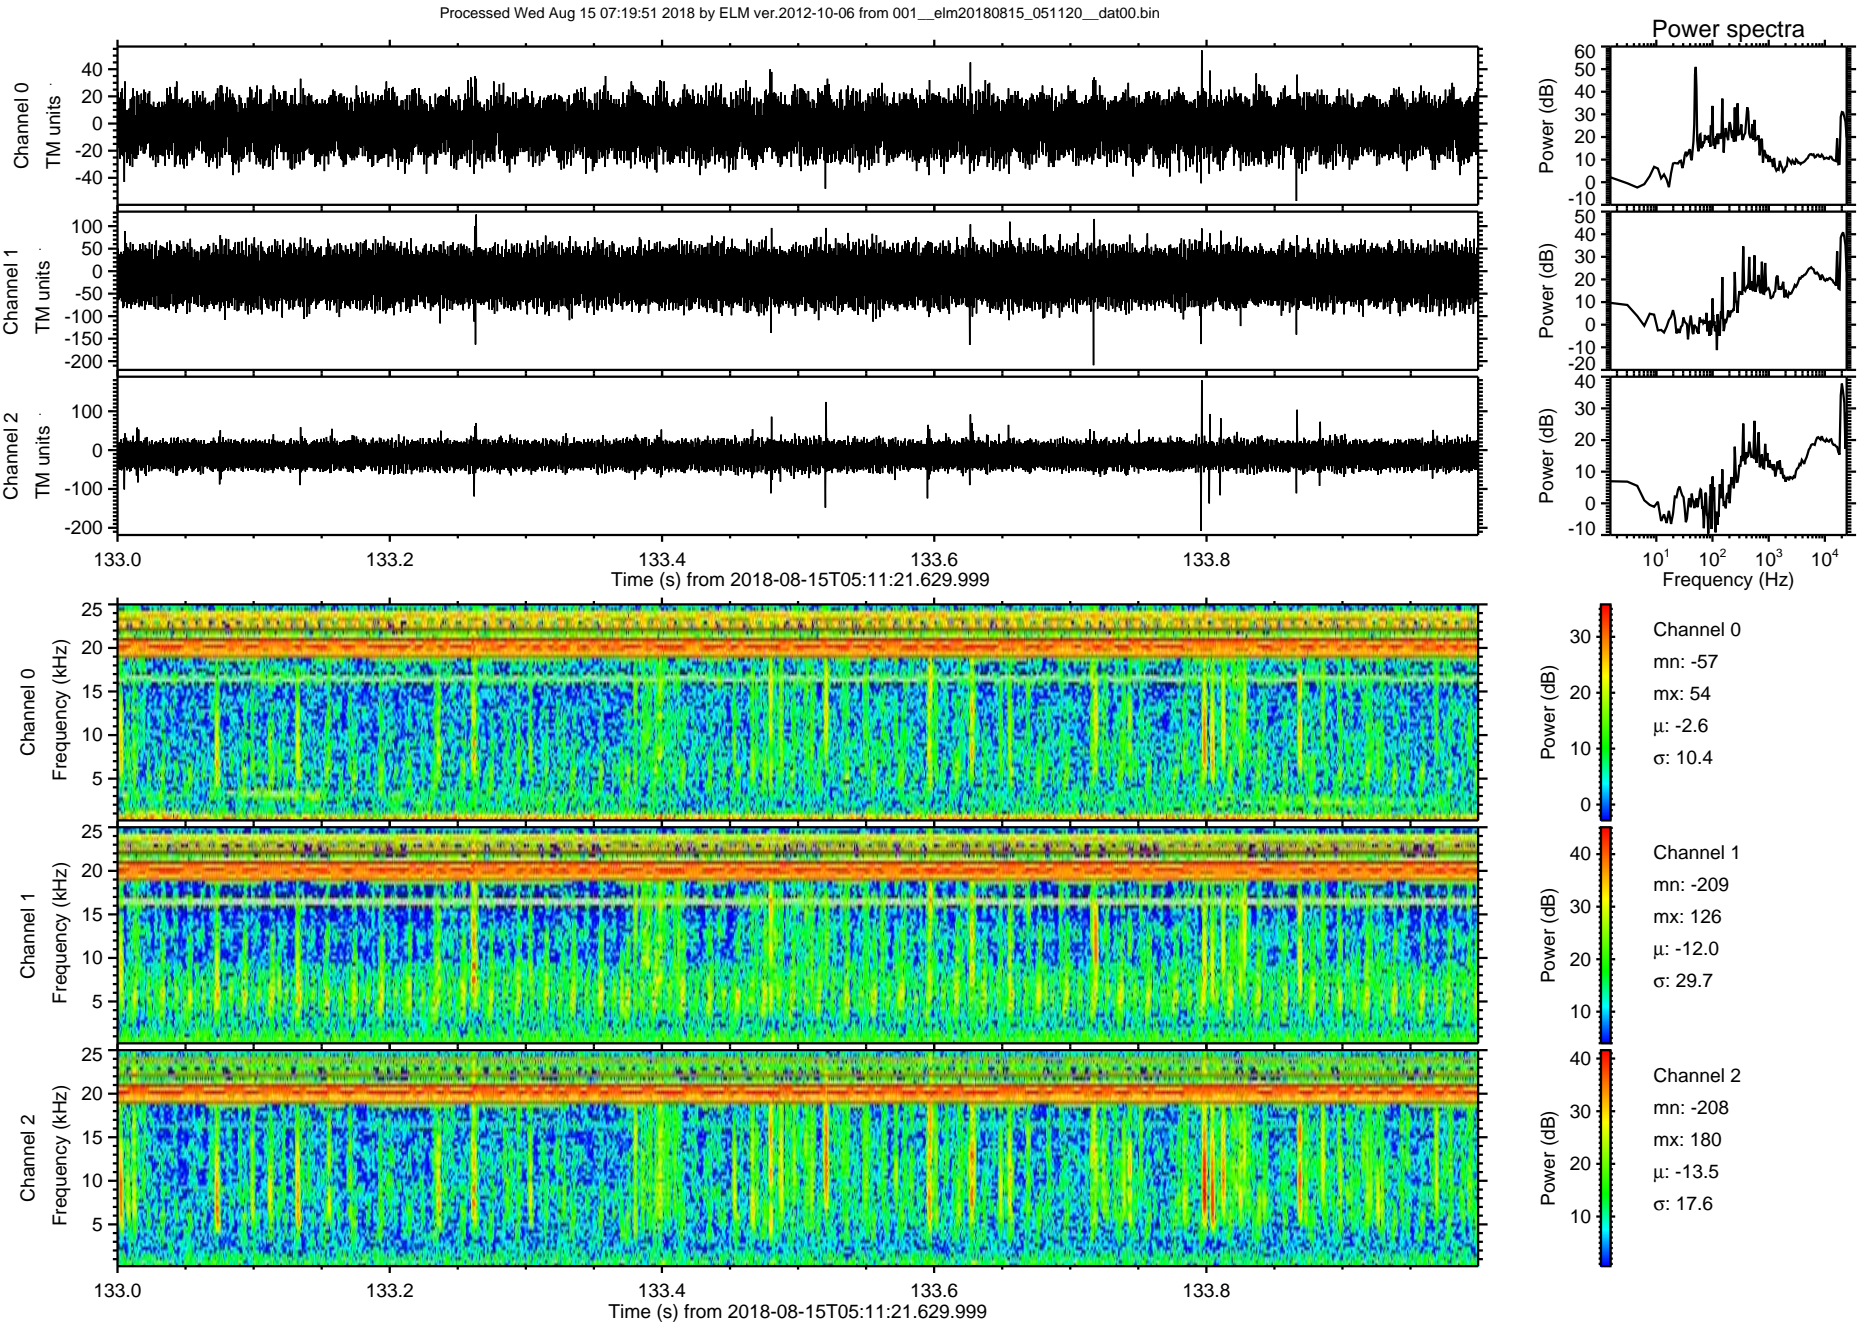 Processed Wed Aug 15 07:19:51 2018 by ELM ver.2012-10-06 from 001__elm20180815_051120__dat00.bin
Power spectra
Channel 0
TM units
40
20
0
-20
-40
Power (dB)
60
50
40
30
20
10
0
-10
Channel 1
TM units
100
50
0
-50
-100
-150
-200
Power (dB)
50
40
30
20
10
0
-10
-20
Channel 2
TM units
100
0
-100
-200
Power (dB)
40
30
20
10
0
-10
133.0 133.2 133.4 133.6 133.8
Time (s) from 2018-08-15T05:11:21.629.999
10¹ 10² 10³ 10⁴
Frequency (Hz)
Channel 0
Frequency (kHz)
25
20
15
10
5
Power (dB)
30
20
10
0
Channel 0
mn: -57
mx: 54
μ: -2.6
σ: 10.4
Channel 1
Frequency (kHz)
25
20
15
10
5
Power (dB)
40
30
20
10
Channel 1
mn: -209
mx: 126
μ: -12.0
σ: 29.7
Channel 2
Frequency (kHz)
25
20
15
10
5
Power (dB)
40
30
20
10
Channel 2
mn: -208
mx: 180
μ: -13.5
σ: 17.6
133.0 133.2 133.4 133.6 133.8
Time (s) from 2018-08-15T05:11:21.629.999